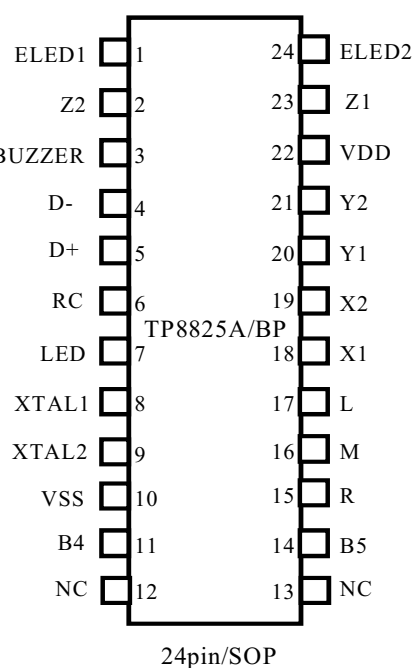 ELED1 1 24 ELED2
Z2 2 23 Z1
BUZZER 3 22 VDD
D- 4 21 Y2
D+ 5 20 Y1
RC 6 19 X2
TP8825A/BP
LED 7 18 X1
XTAL1 8 17 L
XTAL2 9 16 M
VSS 10 15 R
B4 11 14 B5
NC 12 13 NC
24pin/SOP